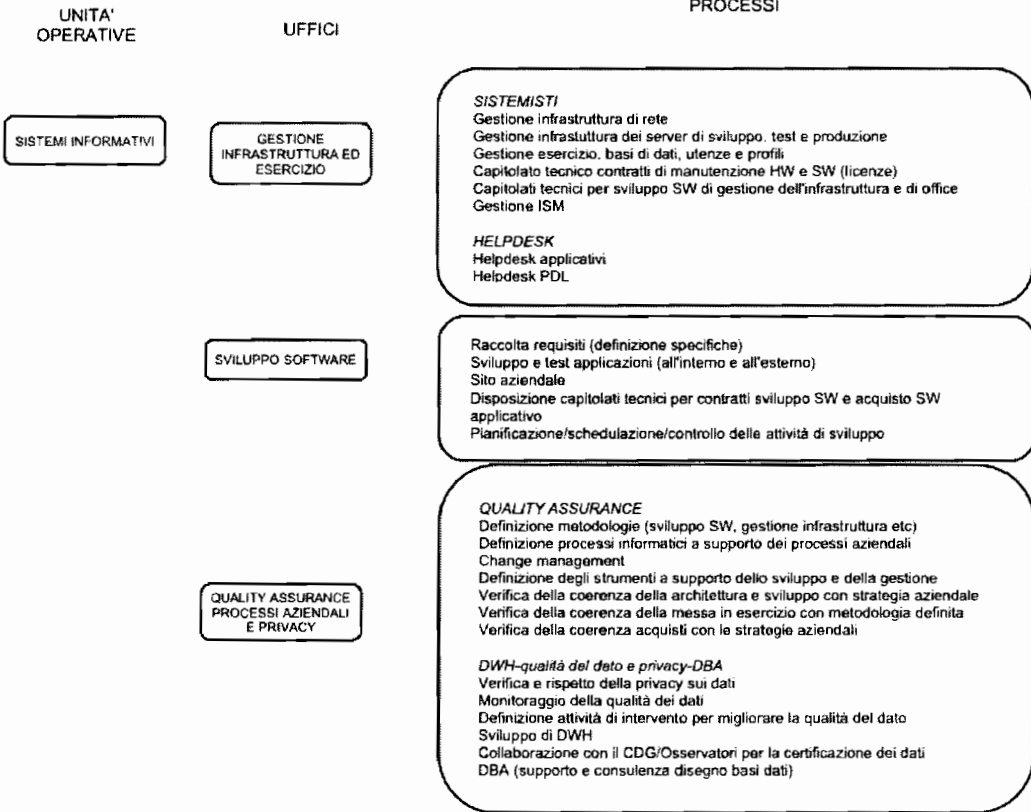 UNITA'
OPERATIVE
UFFICI
PROCESSI
SISTEMI INFORMATIVI
GESTIONE
INFRASTRUTTURA ED
ESERCIZIO
SISTEMISTI
Gestione infrastruttura di rete
Gestione infrastuttura dei server di sviluppo, test e produzione
Gestione esercizio, basi di dati, utenze e profili
Capitolato tecnico contratti di manutenzione HW e SW (licenze)
Capitolati tecnici per sviluppo SW di gestione dell'infrastruttura e di office
Gestione ISM
HELPDESK
Helpdesk applicativi
Helpdesk PDL
SVILUPPO SOFTWARE
Raccolta requisiti (definizione specifiche)
Sviluppo e test applicazioni (all'interno e all'esterno)
Sito aziendale
Disposizione capitolati tecnici per contratti sviluppo SW e acquisto SW
applicativo
Planificazione/schedulazione/controllo delle attività di sviluppo
QUALITY ASSURANCE
PROCESSI AZIENDALI
E PRIVACY
QUALITY ASSURANCE
Definizione metodologie (sviluppo SW, gestione infrastruttura etc)
Definizione processi informatici a supporto dei processi aziendali
Change management
Definizione degli strumenti a supporto dello sviluppo e della gestione
Verifica della coerenza della architettura e sviluppo con strategia aziendale
Verifica della coerenza della messa in esercizio con metodologia definita
Verifica della coerenza acquisti con le strategie aziendali
DWH-qualità del dato e privacy-DBA
Verifica e rispetto della privacy sui dati
Monitoraggio della qualità dei dati
Definizione attività di intervento per migliorare la qualità del dato
Sviluppo di DWH
Collaborazione con il CDG/Osservatori per la certificazione dei dati
DBA (supporto e consulenza disegno basi dati)